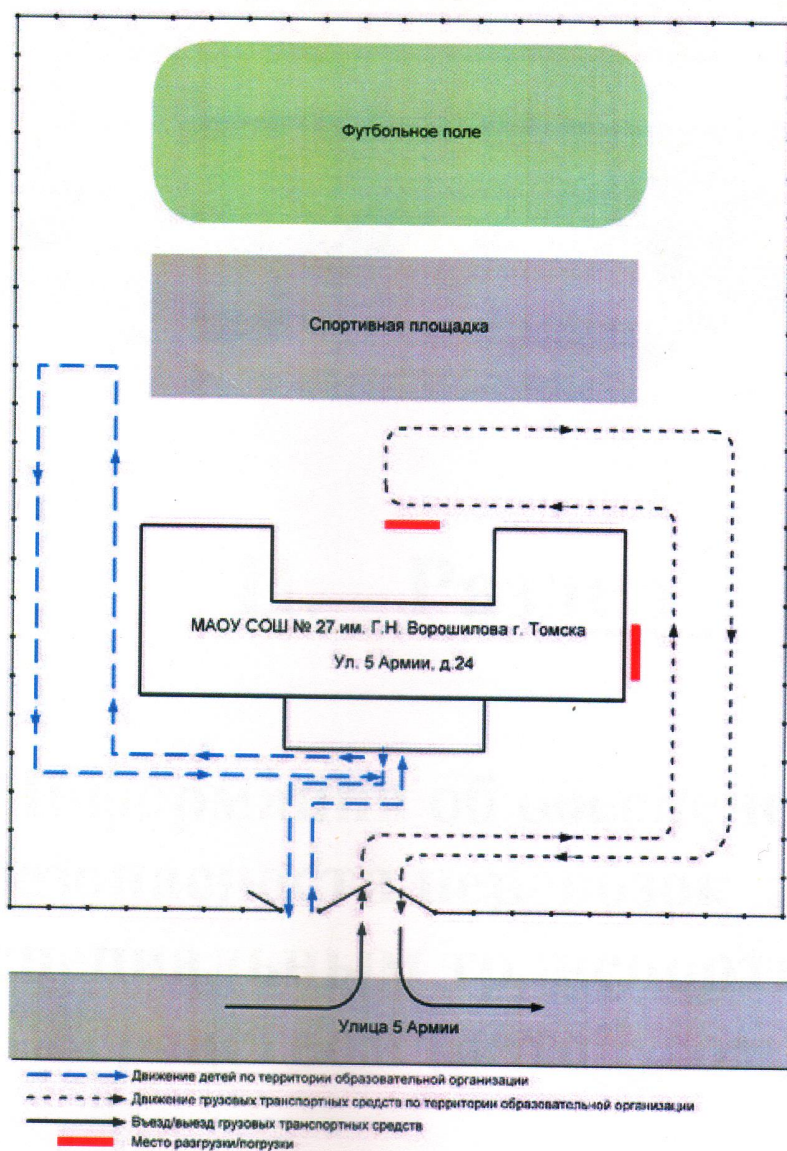 Футбольное поле
Спортивная площадка
МАОУ СОШ № 27 им. Г.Н. Ворошилова г. Томска
Ул. 5 Армии, д.24
Улица 5 Армии
Движение детей по территории образовательной организации
Движение грузовых транспортных средств по территории образовательной организации
Въезд/выезд грузовых транспортных средств
Место разгрузки/погрузки